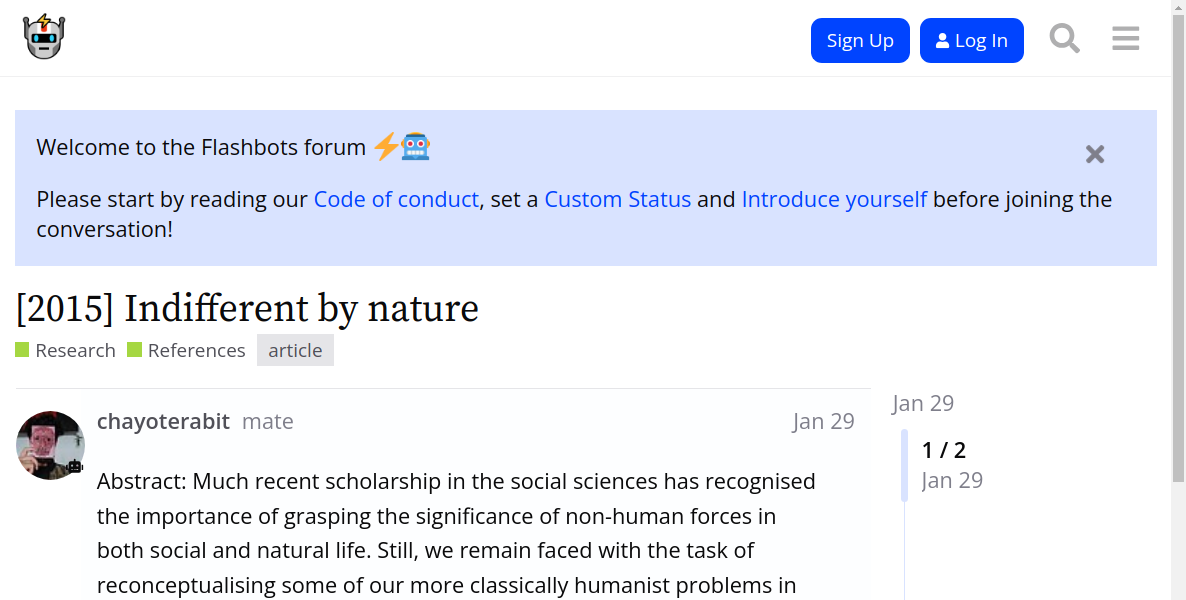 Sign Up
Log In
Welcome to the Flashbots forum
Please start by reading our Code of conduct, set a Custom Status and Introduce yourself before joining the
conversation!
[2015] Indifferent by nature
Research References article
chayoterabit mate Jan 29
Jan 29
1 / 2
Jan 29
Abstract: Much recent scholarship in the social sciences has recognised
the importance of grasping the significance of non-human forces in
both social and natural life. Still, we remain faced with the task of
reconceptualising some of our more classically humanist problems in